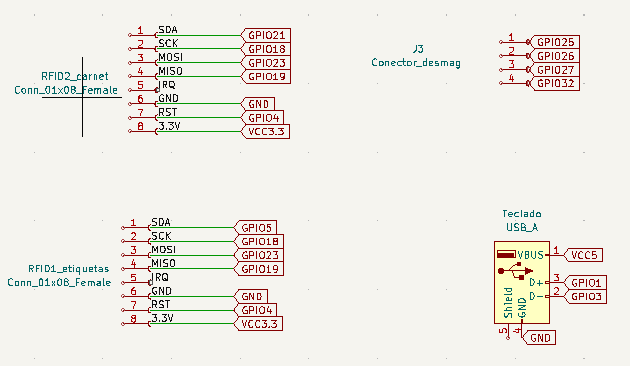 RFID2_carnet
Conn_01x08_Female
1 SDA GPIO21
2 SCK GPIO18
3 MOSI GPIO23
4 MISO GPIO19
5 IRQ
6 GND GND
7 RST GPIO4
8 3.3V VCC3.3
J3
Conector_desmag
1 GPIO25
2 GPIO26
3 GPIO27
4 GPIO32
RFID1_etiquetas
Conn_01x08_Female
1 SDA GPIO5
2 SCK GPIO18
3 MOSI GPIO23
4 MISO GPIO19
5 IRQ
6 GND GND
7 RST GPIO4
8 3.3V VCC3.3
Teclado
USB_A
VBUS 1 VCC5
D+ 3 GPIO1
D- 2 GPIO3
Shield 5
GND 4 GND